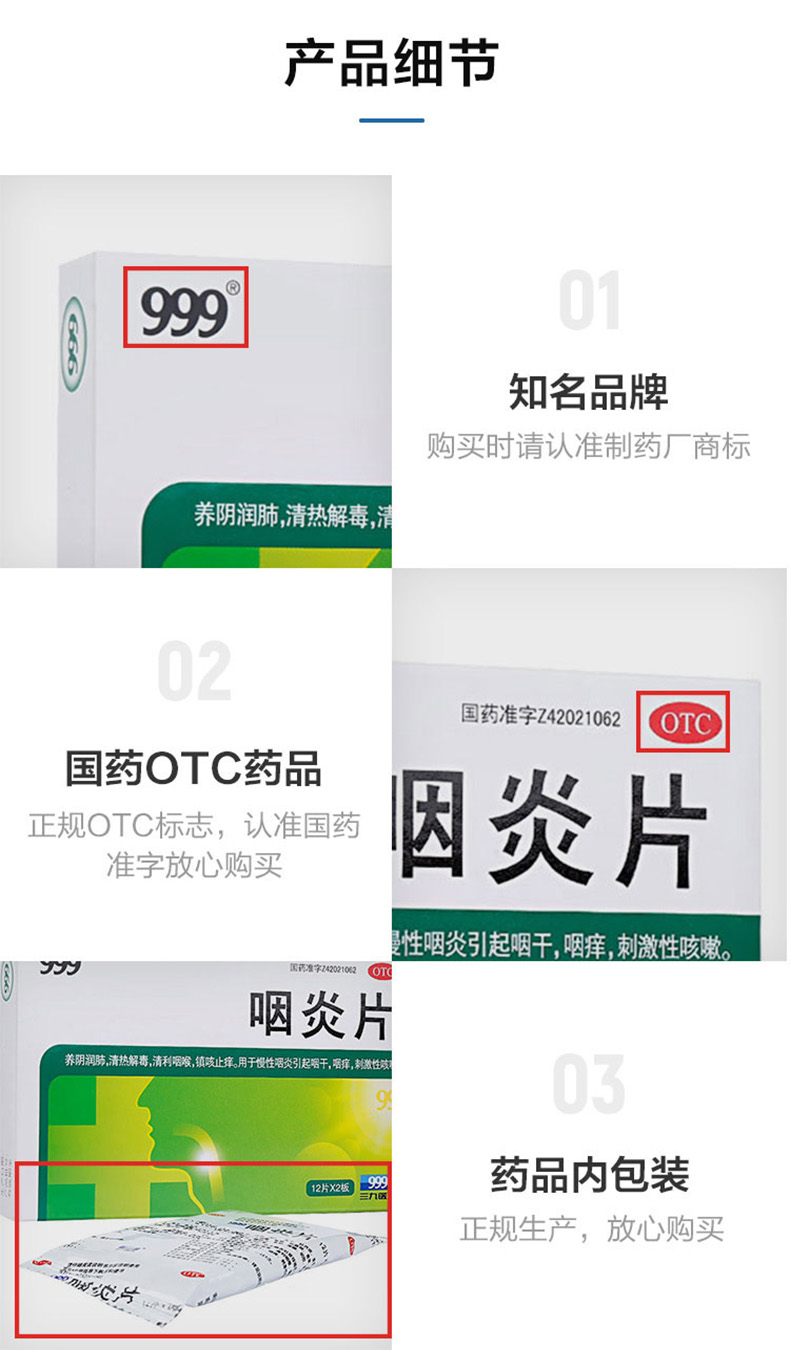 产品细节
999®
999
养阴润肺,清热解毒,清
01
知名品牌
购买时请认准制药厂商标
02
国药OTC药品
正规OTC标志，认准国药
准字放心购买
国药准字Z42021062
OTC
咽炎片
慢性咽炎引起咽干,咽痒,刺激性咳嗽。
999
999
国药准字Z42021062
OTC
咽炎片
养阴润肺,清热解毒,清利咽喉,镇咳止痒。用于慢性咽炎引起咽干,咽痒,刺激性咳嗽
99
12片X2板
999
三九医
OTC
03
药品内包装
正规生产，放心购买